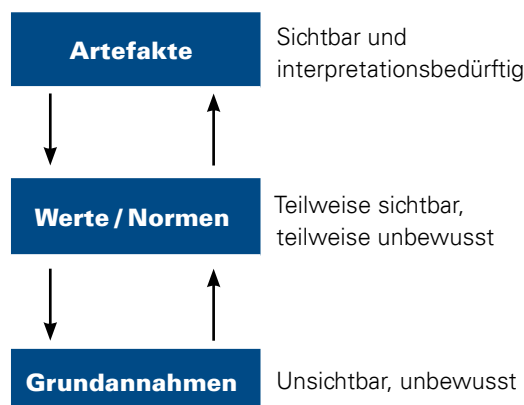 Artefakte
Sichtbar und
interpretationsbedürftig
Werte / Normen
Teilweise sichtbar,
teilweise unbewusst
Grundannahmen
Unsichtbar, unbewusst